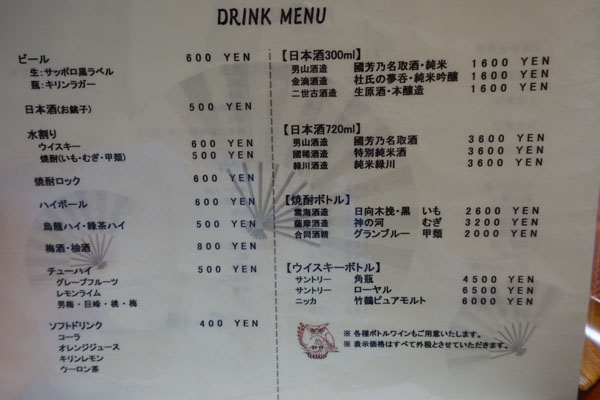 DRINK MENU
ビール 600 YEN
生:サッポロ黒ラベル
瓶:キリンラガー
日本酒(お銚子) 500 YEN
水割り
ウイスキー 600 YEN
焼酎(いも・むぎ・甲類) 500 YEN
焼酎ロック 600 YEN
ハイボール 600 YEN
烏龍ハイ・緑茶ハイ 500 YEN
梅酒・柚酒 800 YEN
チューハイ 500 YEN
グレープフルーツ
レモンライム
男梅・巨峰・桃・梅
ソフトドリンク 400 YEN
コーラ
オレンジジュース
キリンレモン
ウーロン茶
【日本酒300ml】
男山酒造 國芳乃名取酒・純米 1600 YEN
金滴酒造 杜氏の夢呑・純米吟醸 1600 YEN
二世古酒造 生原酒・本醸造 1600 YEN
【日本酒720ml】
男山酒造 國芳乃名取酒 3600 YEN
國稀酒造 特別純米酒 3600 YEN
緑川酒造 純米緑川 3600 YEN
【焼酎ボトル】
雲海酒造 日向木挽・黒 いも 2600 YEN
薩摩酒造 神の河 むぎ 3200 YEN
合同酒精 グランブルー 甲類 2000 YEN
【ウイスキーボトル】
サントリー 角瓶 4500 YEN
サントリー ローヤル 6500 YEN
ニッカ 竹鶴ピュアモルト 6000 YEN
※ 各種ボトルワインもご用意いたします。
※ 表示価格はすべて外税とさせていただきます。